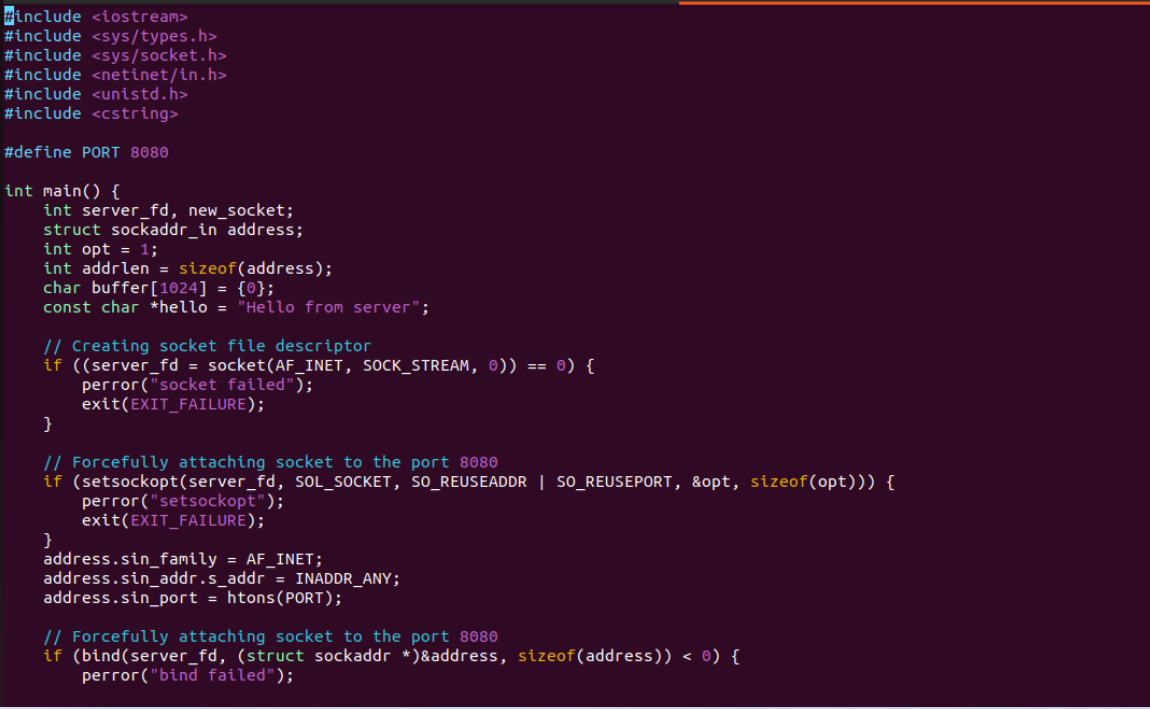 #include <iostream>
#include <sys/types.h>
#include <sys/socket.h>
#include <netinet/in.h>
#include <unistd.h>
#include <cstring>

#define PORT 8080

int main() {
    int server_fd, new_socket;
    struct sockaddr_in address;
    int opt = 1;
    int addrlen = sizeof(address);
    char buffer[1024] = {0};
    const char *hello = "Hello from server";

    // Creating socket file descriptor
    if ((server_fd = socket(AF_INET, SOCK_STREAM, 0)) == 0) {
        perror("socket failed");
        exit(EXIT_FAILURE);
    }

    // Forcefully attaching socket to the port 8080
    if (setsockopt(server_fd, SOL_SOCKET, SO_REUSEADDR | SO_REUSEPORT, &opt, sizeof(opt))) {
        perror("setsockopt");
        exit(EXIT_FAILURE);
    }
    address.sin_family = AF_INET;
    address.sin_addr.s_addr = INADDR_ANY;
    address.sin_port = htons(PORT);

    // Forcefully attaching socket to the port 8080
    if (bind(server_fd, (struct sockaddr *)&address, sizeof(address)) < 0) {
        perror("bind failed");